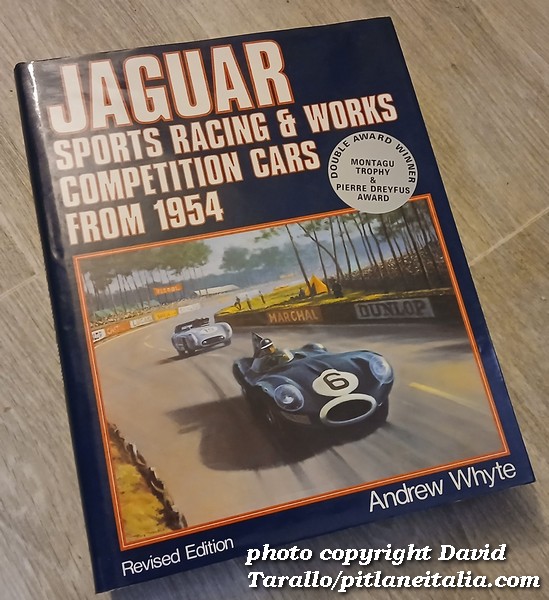 JAGUAR
SPORTS RACING & WORKS
COMPETITION CARS
FROM 1954
DOUBLE AWARD WINNER
MONTAGU
TROPHY
&
PIERRE DREYFUS
AWARD
MARCHAL
DUNLOP
6
Andrew Whyte
Revised Edition
photo copyright David
Tarallo/pitlaneitalia.com